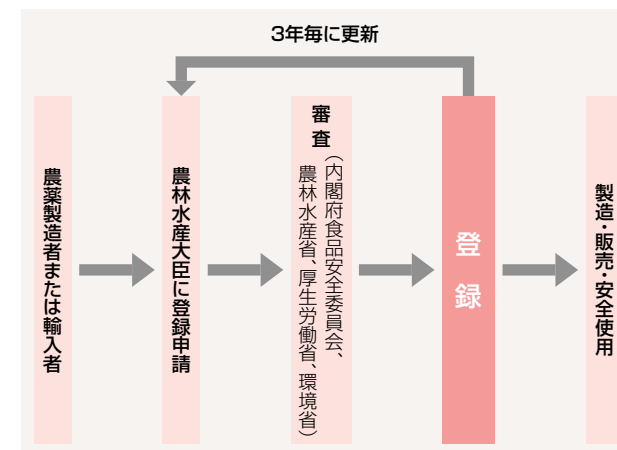 3年毎に更新
農薬製造者または輸入者
農林水産大臣に登録申請
審査
（内閣府食品安全委員会、
農林水産省、厚生労働省、環境省）
登録
製造・販売・安全使用